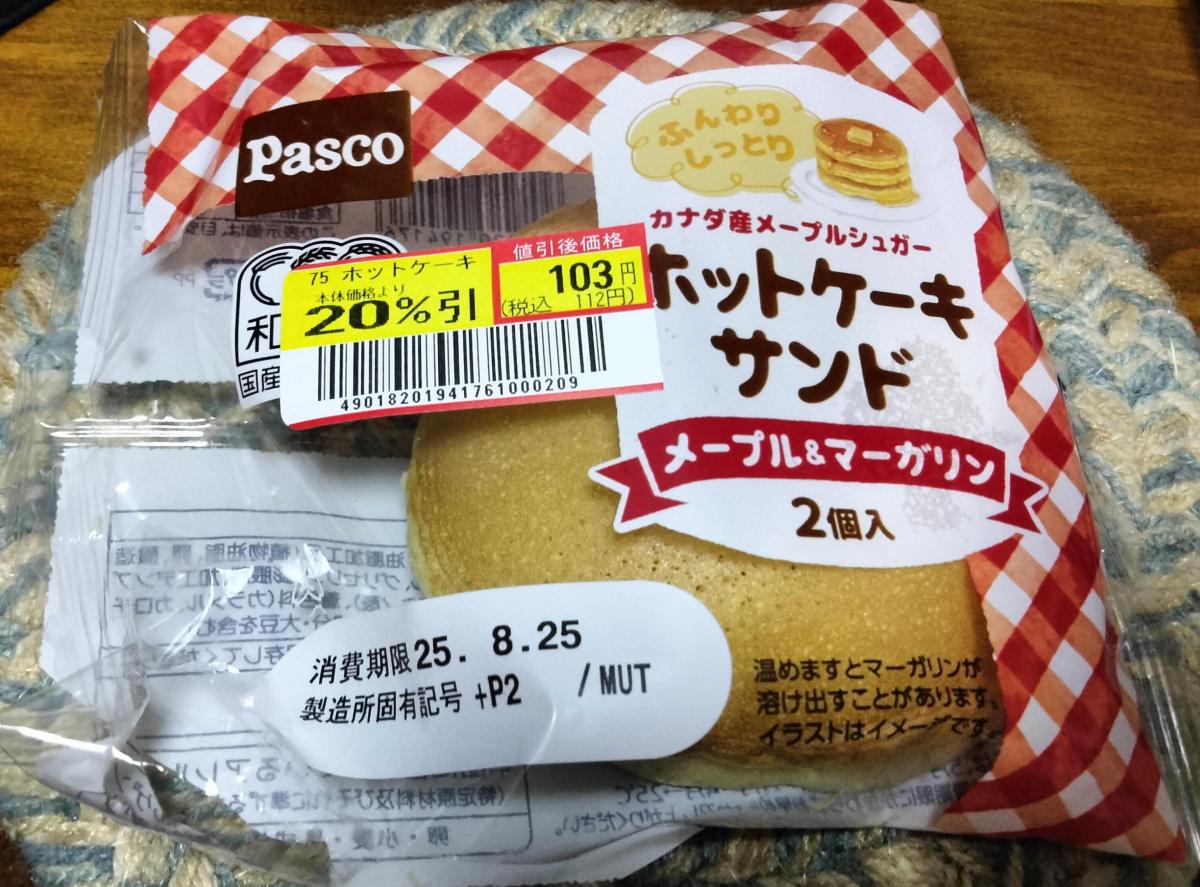 Pasco
ふんわり
しっとり
カナダ産メープルシュガー
ホットケーキ
サンド
メープル&マーガリン
2個入
75 ホットケーキ
本体価格より
20%引
値引後価格
103円
(税込 112円)
49018201941761000209
和
国産
消費期限25. 8.25
製造所固有記号 +P2 /MUT
温めますとマーガリンが
溶け出すことがあります。
イラストはイメージです。